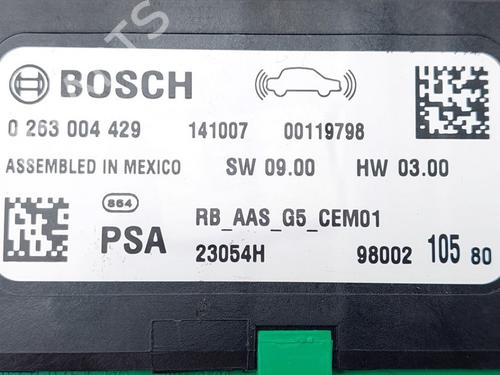 PARTS
BOSCH
0 263 004 429 141007 00119798
ASSEMBLED IN MEXICO SW 09.00 HW 03.00
864 RB_AAS_G5_CEM01
PSA 23054H 98002 105 80